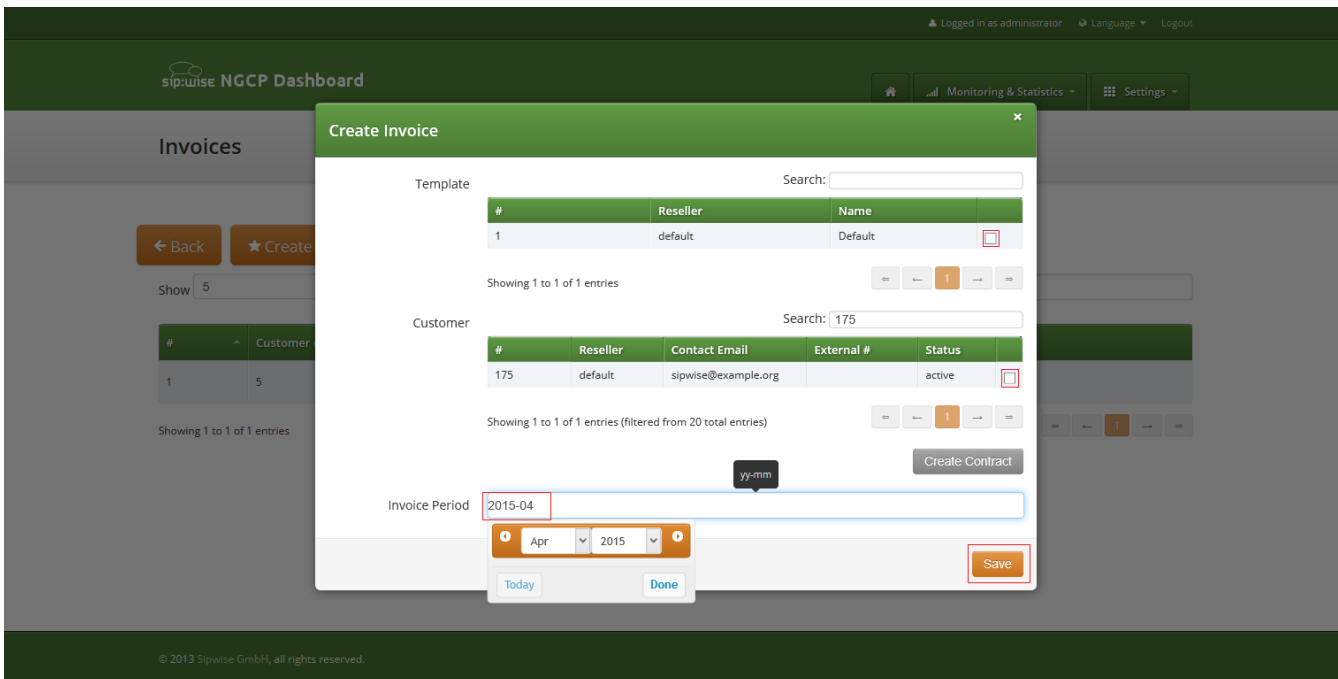 Logged in as administrator Language Logout
sip:wise NGCP Dashboard
Monitoring & Statistics Settings
Create Invoice
Invoices
Template
Search:
# Reseller Name
1 default Default
Back Create
Showing 1 to 1 of 1 entries
1
Show 5
Customer
Search: 175
# Reseller Contact Email External # Status
175 default sipwise@example.org active
# Customer
1 5
Showing 1 to 1 of 1 entries (filtered from 20 total entries)
1
Showing 1 to 1 of 1 entries
1
Create Contract
yy-mm
Invoice Period 2015-04
Apr 2015
Today Done
Save
© 2013 Sipwise GmbH, all rights reserved.